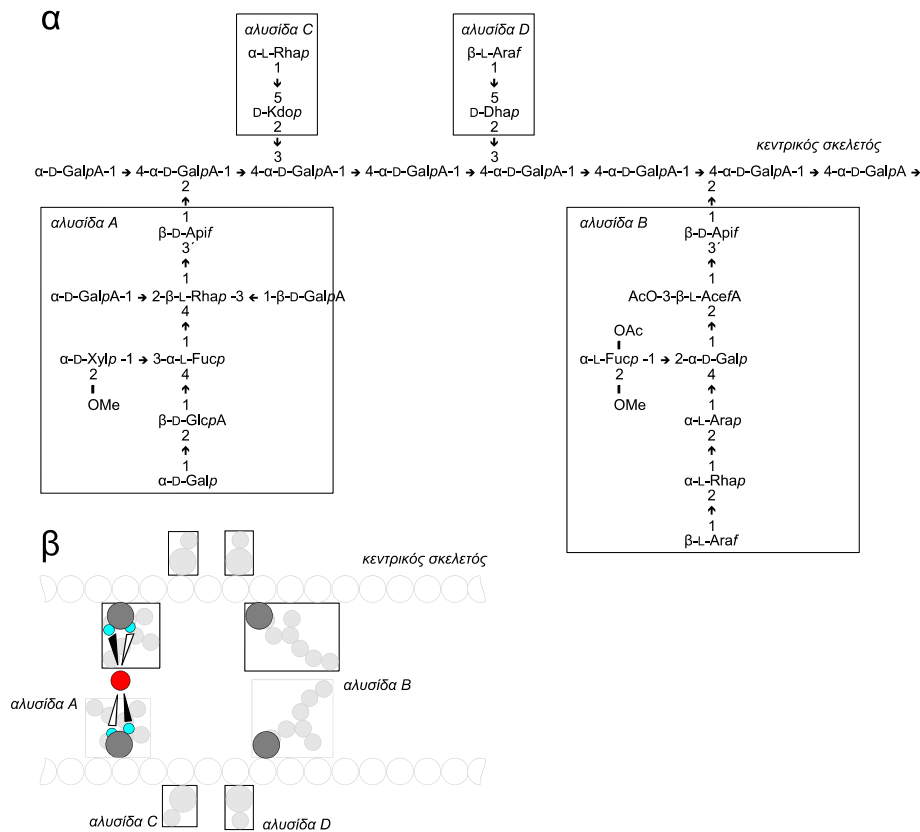 α
αλυσίδα C
α-L-Rhap
1
5
D-Kdop
2
3
αλυσίδα D
β-L-Araf
1
5
D-Dhap
2
3
κεντρικός σκελετός
α-D-GalpA-1 → 4-α-D-GalpA-1 → 4-α-D-GalpA-1 → 4-α-D-GalpA-1 → 4-α-D-GalpA-1 → 4-α-D-GalpA-1 → 4-α-D-GalpA-1 → 4-α-D-GalpA →
2
αλυσίδα A
1
β-D-Apif
3´
1
α-D-GalpA-1 → 2-β-L-Rhap -3 ← 1-β-D-GalpA
4
1
α-D-Xylp -1 → 3-α-L-Fucp
2
4
OMe
1
β-D-GlcpA
2
1
α-D-Galp
2
αλυσίδα B
1
β-D-Apif
3´
1
AcO-3-β-L-AcefA
2
OAc
1
α-L-Fucp -1 → 2-α-D-Galp
2
4
OMe
1
α-L-Arap
2
1
α-L-Rhap
2
1
β-L-Araf
β
κεντρικός σκελετός
αλυσίδα A
αλυσίδα B
αλυσίδα C
αλυσίδα D